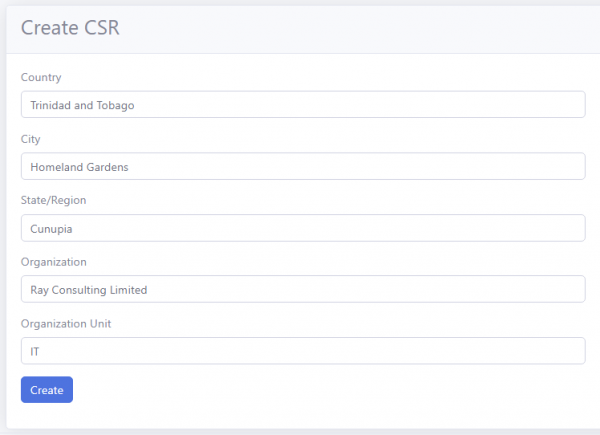 Create CSR
Country
Trinidad and Tobago
City
Homeland Gardens
State/Region
Cunupia
Organization
Ray Consulting Limited
Organization Unit
IT
Create